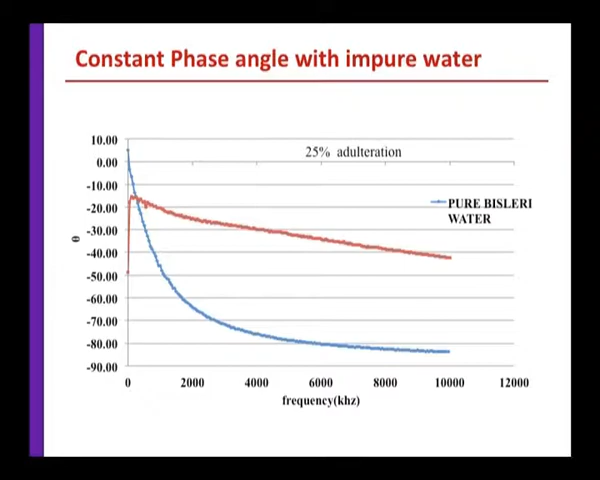 Constant Phase angle with impure water
25% adulteration
10.00
0.00
-10.00
-20.00
-30.00
-40.00
-50.00
-60.00
-70.00
-80.00
-90.00
θ
PURE BISLERI
WATER
0 2000 4000 6000 8000 10000 12000
frequency(khz)